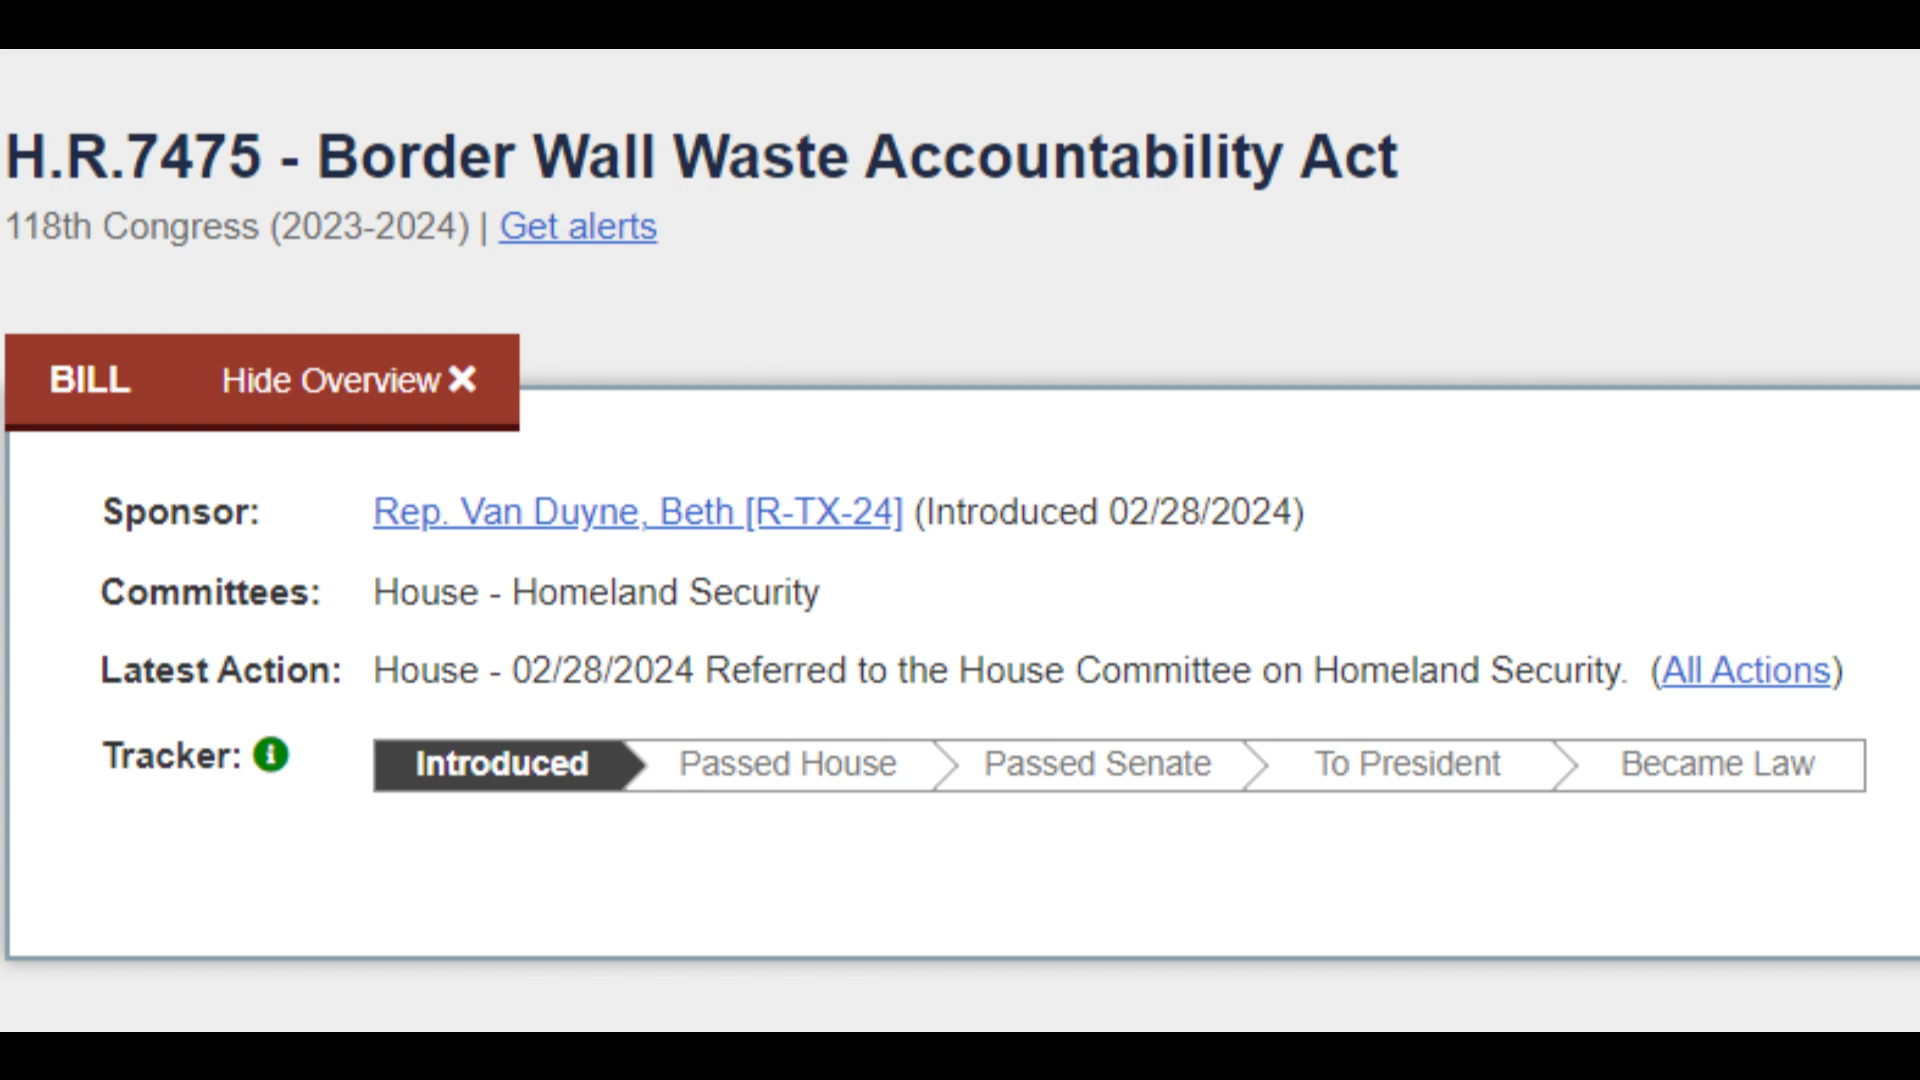 H.R.7475 - Border Wall Waste Accountability Act
118th Congress (2023-2024) | Get alerts
BILL Hide Overview ✕
Sponsor: Rep. Van Duyne, Beth [R-TX-24] (Introduced 02/28/2024)
Committees: House - Homeland Security
Latest Action: House - 02/28/2024 Referred to the House Committee on Homeland Security. (All Actions)
Tracker: i Introduced Passed House Passed Senate To President Became Law